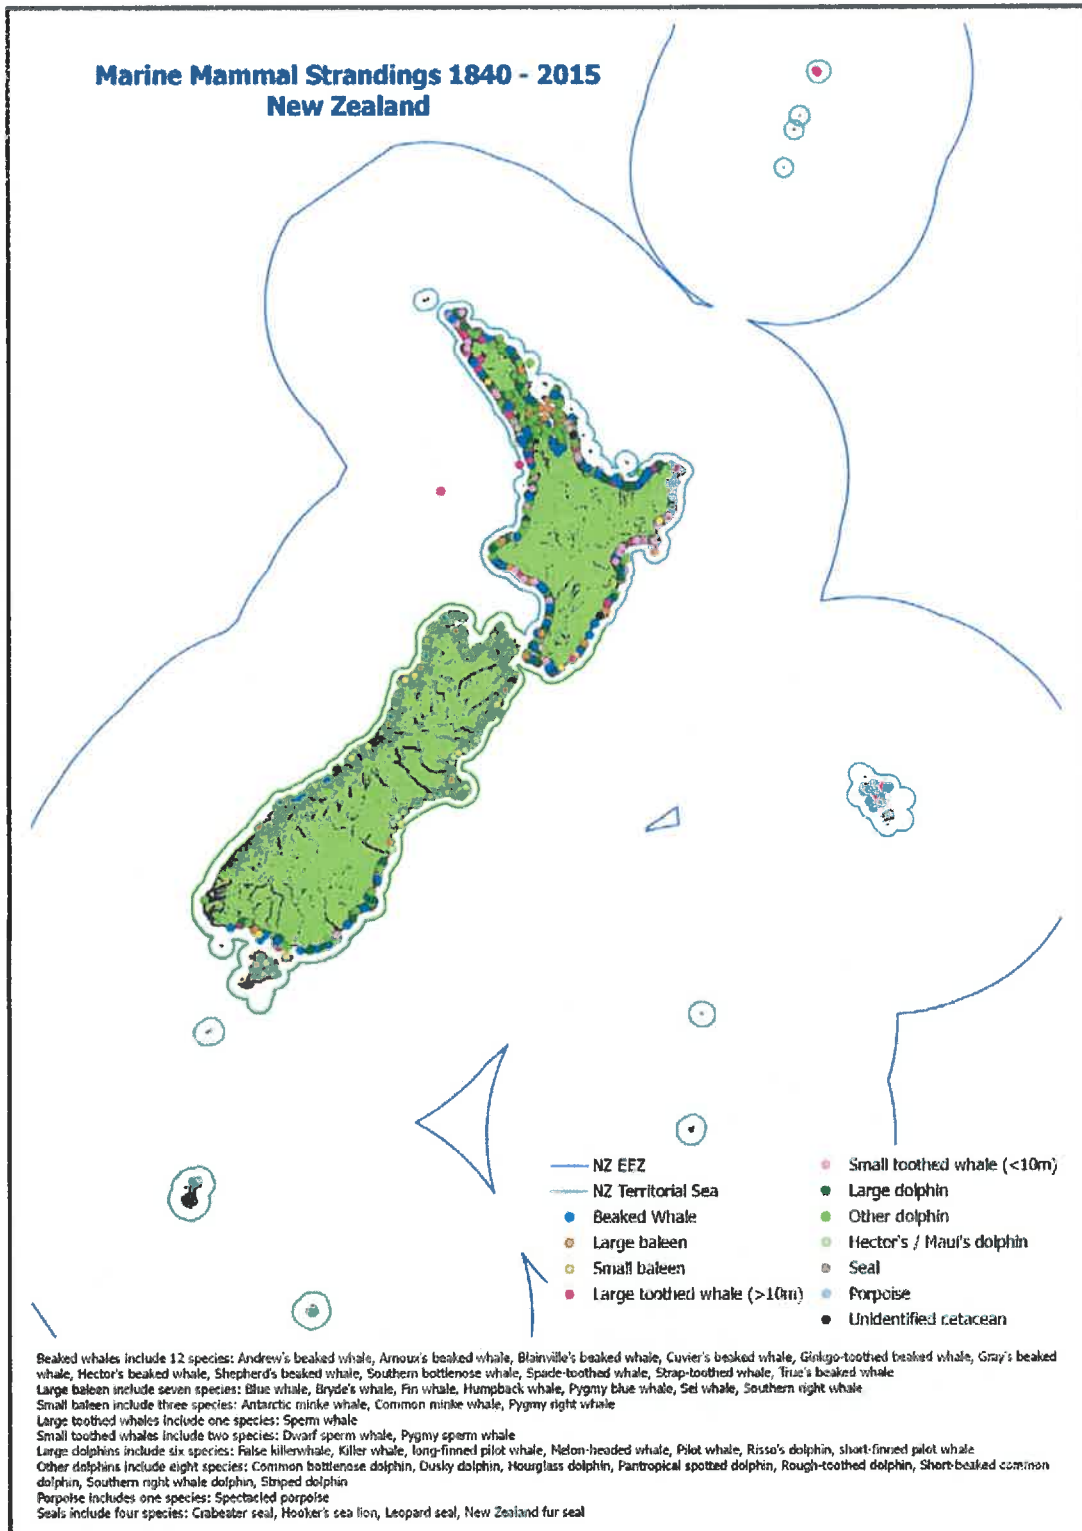 Marine Mammal Strandings 1840 - 2015
New Zealand
NZ EEZ
NZ Territorial Sea
Beaked Whale
Large baleen
Small baleen
Large toothed whale (>10m)
Small toothed whale (<10m)
Large dolphin
Other dolphin
Hector's / Maui's dolphin
Seal
Porpoise
Unidentified cetacean
Beaked whales include 12 species: Andrew's beaked whale, Arnoux's beaked whale, Blainville's beaked whale, Cuvier's beaked whale, Ginkgo-toothed beaked whale, Gray's beaked
whale, Hector's beaked whale, Shepherd's beaked whale, Southern bottlenose whale, Spade-toothed whale, Strap-toothed whale, True's beaked whale
Large baleen include seven species: Blue whale, Bryde's whale, Fin whale, Humpback whale, Pygmy blue whale, Sei whale, Southern right whale
Small baleen include three species: Antarctic minke whale, Common minke whale, Pygmy right whale
Large toothed whales include one species: Sperm whale
Small toothed whales include two species: Dwarf sperm whale, Pygmy sperm whale
Large dolphins include six species: False killerwhale, Killer whale, long-finned pilot whale, Melon-headed whale, Pilot whale, Risso's dolphin, short-finned pilot whale
Other dolphins include eight species: Common bottlenose dolphin, Dusky dolphin, Hourglass dolphin, Pantropical spotted dolphin, Rough-toothed dolphin, Short-beaked common
dolphin, Southern right whale dolphin, Striped dolphin
Porpoise includes one species: Spectacled porpoise
Seals include four species: Crabeater seal, Hooker's sea lion, Leopard seal, New Zealand fur seal